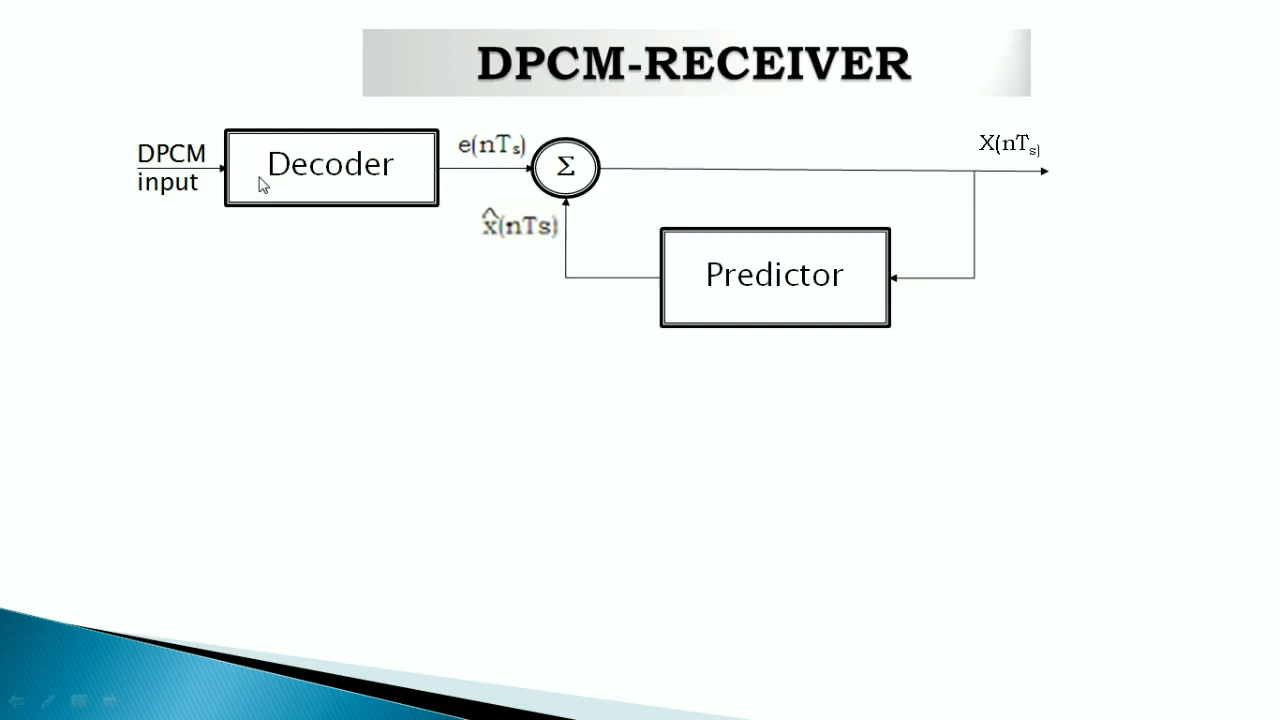 DPCM-RECEIVER
DPCM
input
Decoder
e(nTₛ)
Σ
X(nTₛ)
x̂(nTs)
Predictor